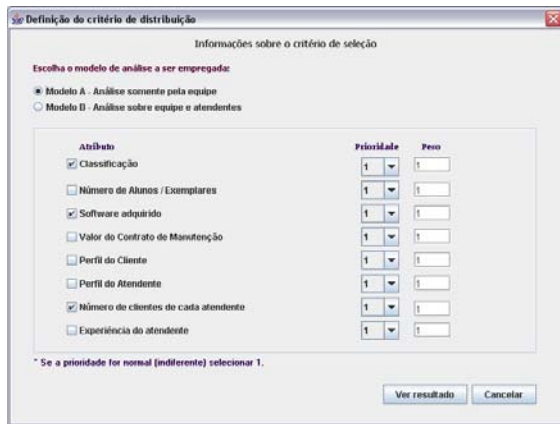 Definição do critério de distribuição
Informações sobre o critério de seleção
Escolha o modelo de análise a ser empregada:
Modelo A - Análise somente pela equipe
Modelo B - Análise sobre equipe e atendentes
Atributo Prioridade Peso
Classificação 1 1
Número de Alunos / Exemplares 1 1
Software adquirido 1 1
Valor do Contrato de Manutenção 1 1
Perfil do Cliente 1 1
Perfil do Atendente 1 1
Número de clientes de cada atendente 1 1
Experiência do atendente 1 1
* Se a prioridade for normal (indiferente) selecionar 1.
Ver resultado Cancelar